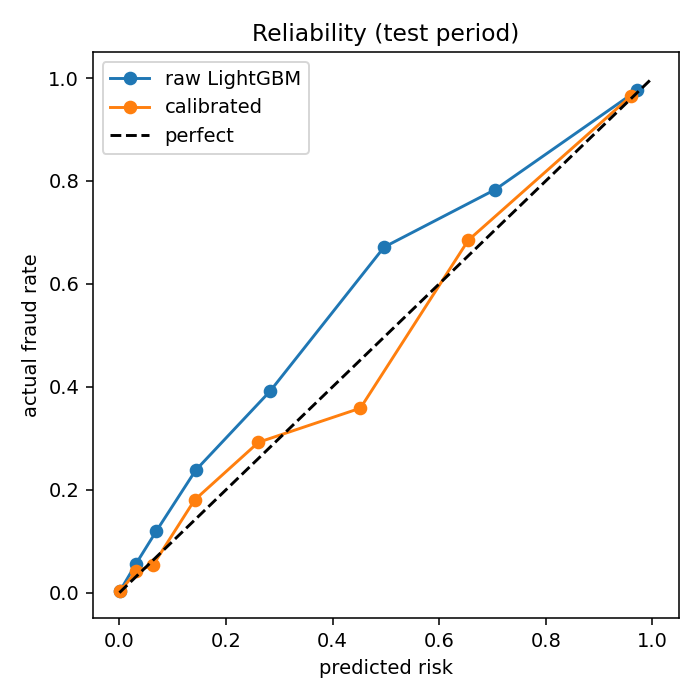 Reliability (test period)
raw LightGBM
calibrated
perfect
1.0
0.8
0.6
0.4
0.2
0.0
actual fraud rate
0.0 0.2 0.4 0.6 0.8 1.0
predicted risk